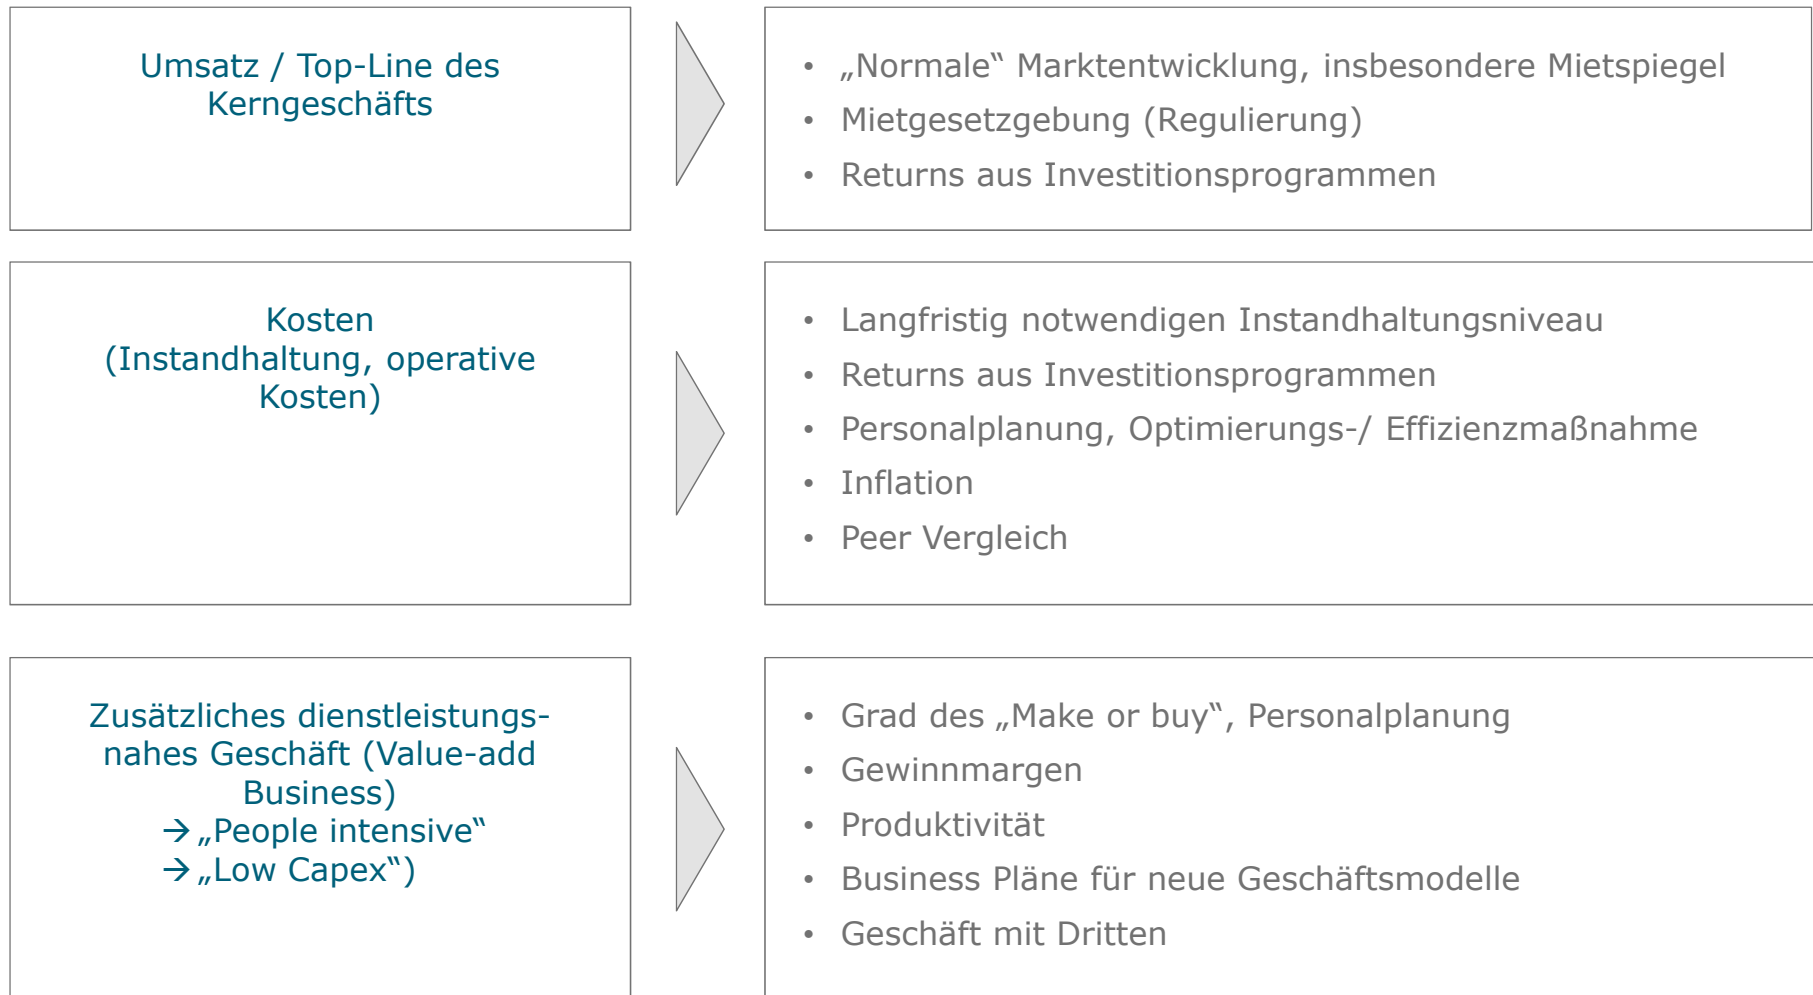 Umsatz / Top-Line des
Kerngeschäfts
• „Normale“ Marktentwicklung, insbesondere Mietspiegel
• Mietgesetzgebung (Regulierung)
• Returns aus Investitionsprogrammen
Kosten
(Instandhaltung, operative
Kosten)
• Langfristig notwendigen Instandhaltungsniveau
• Returns aus Investitionsprogrammen
• Personalplanung, Optimierungs-/ Effizienzmaßnahme
• Inflation
• Peer Vergleich
Zusätzliches dienstleistungs-
nahes Geschäft (Value-add
Business)
→ „People intensive“
→ „Low Capex“)
• Grad des „Make or buy“, Personalplanung
• Gewinnmargen
• Produktivität
• Business Pläne für neue Geschäftsmodelle
• Geschäft mit Dritten